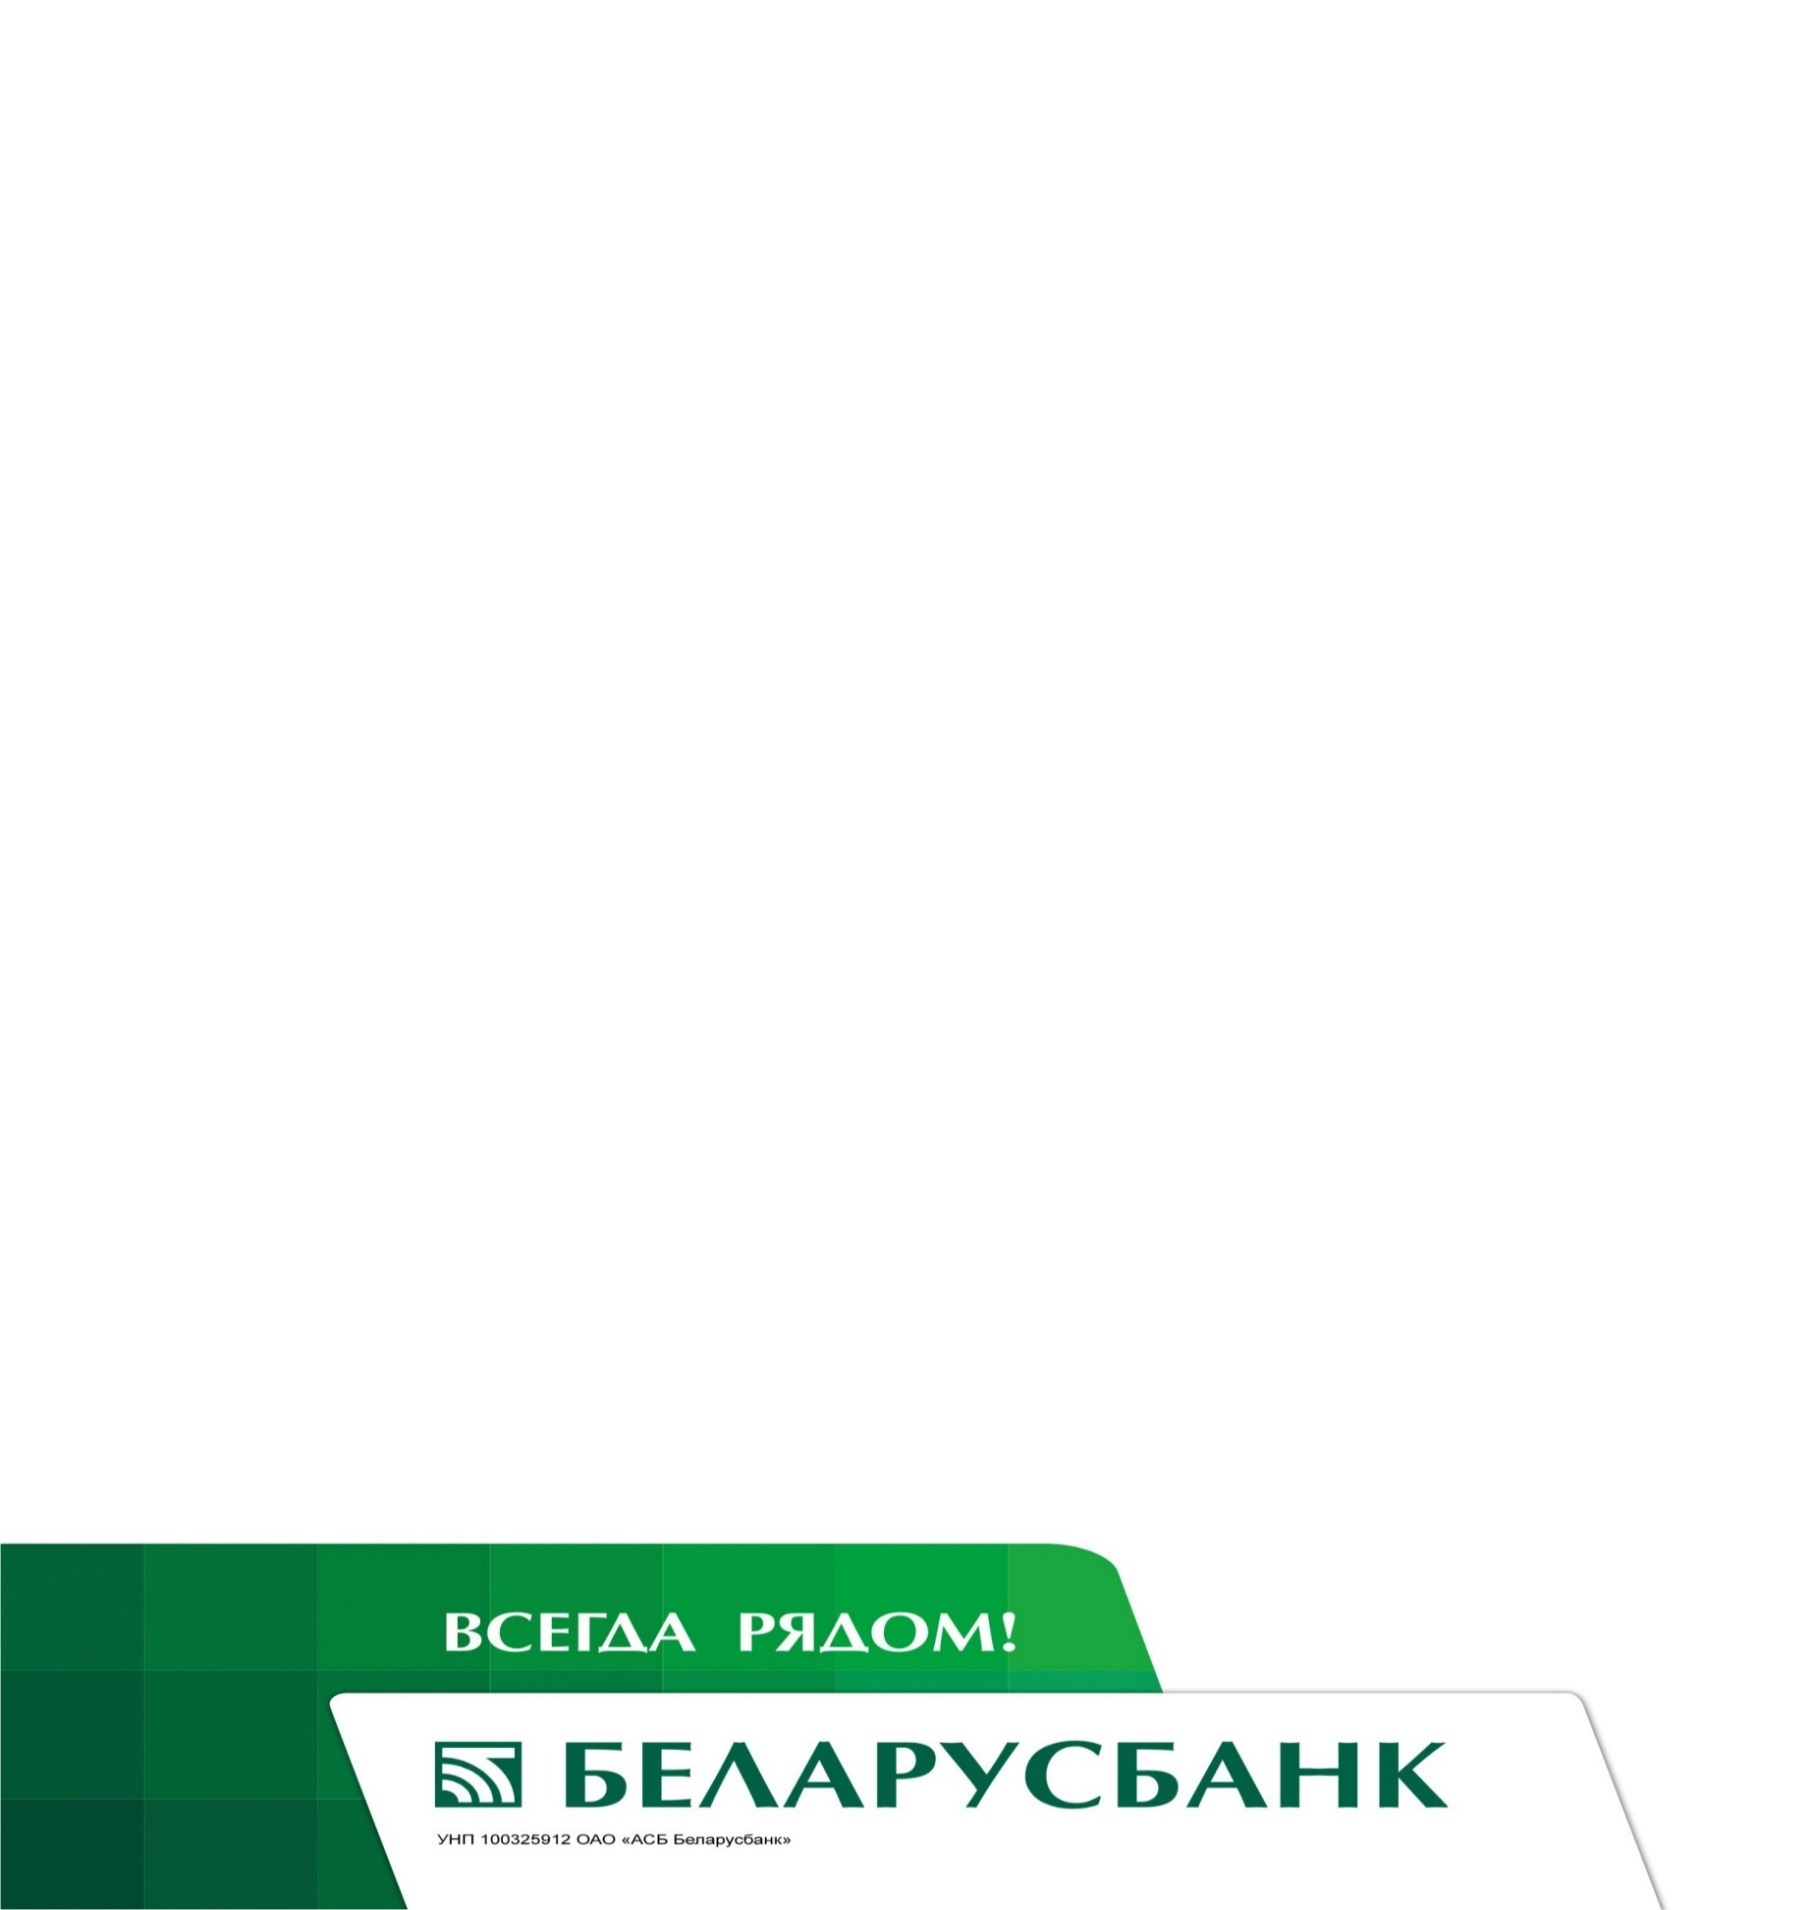 ВСЕГДА РЯДОМ!
БЕЛАРУСБАНК
УНП 100325912 ОАО «АСБ Беларусбанк»